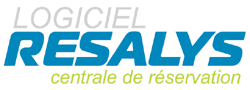 LOGICIEL
RESALYS
centrale de réservation